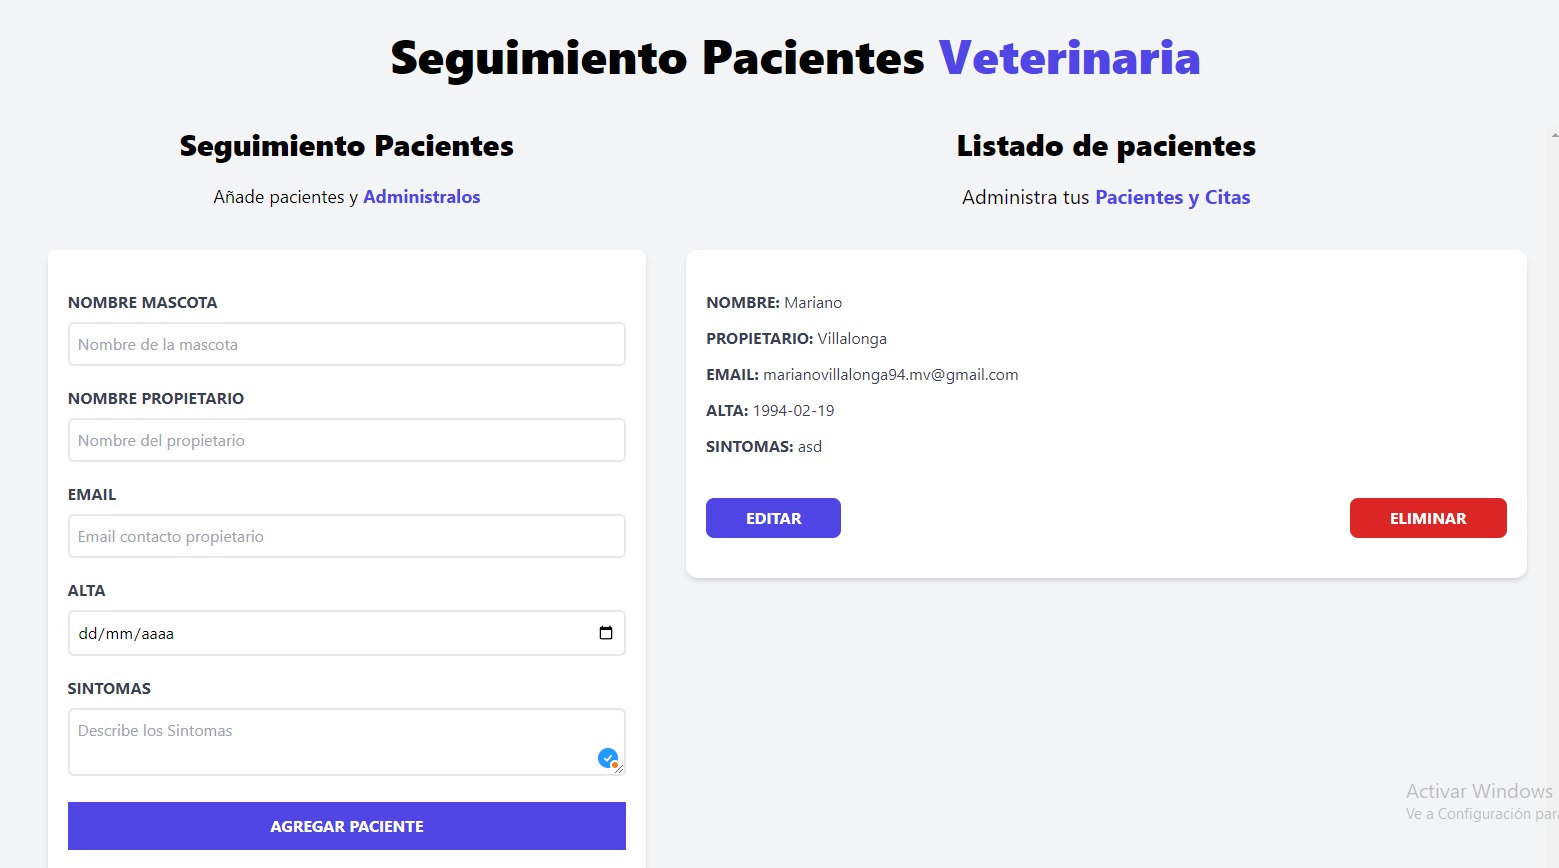 Seguimiento Pacientes Veterinaria
Seguimiento Pacientes
Añade pacientes y Administralos
NOMBRE MASCOTA
Nombre de la mascota
NOMBRE PROPIETARIO
Nombre del propietario
EMAIL
Email contacto propietario
ALTA
dd/mm/aaaa
SINTOMAS
Describe los Sintomas
AGREGAR PACIENTE
Listado de pacientes
Administra tus Pacientes y Citas
NOMBRE: Mariano
PROPIETARIO: Villalonga
EMAIL: marianovillalonga94.mv@gmail.com
ALTA: 1994-02-19
SINTOMAS: asd
EDITAR
ELIMINAR
Activar Windows
Ve a Configuración para